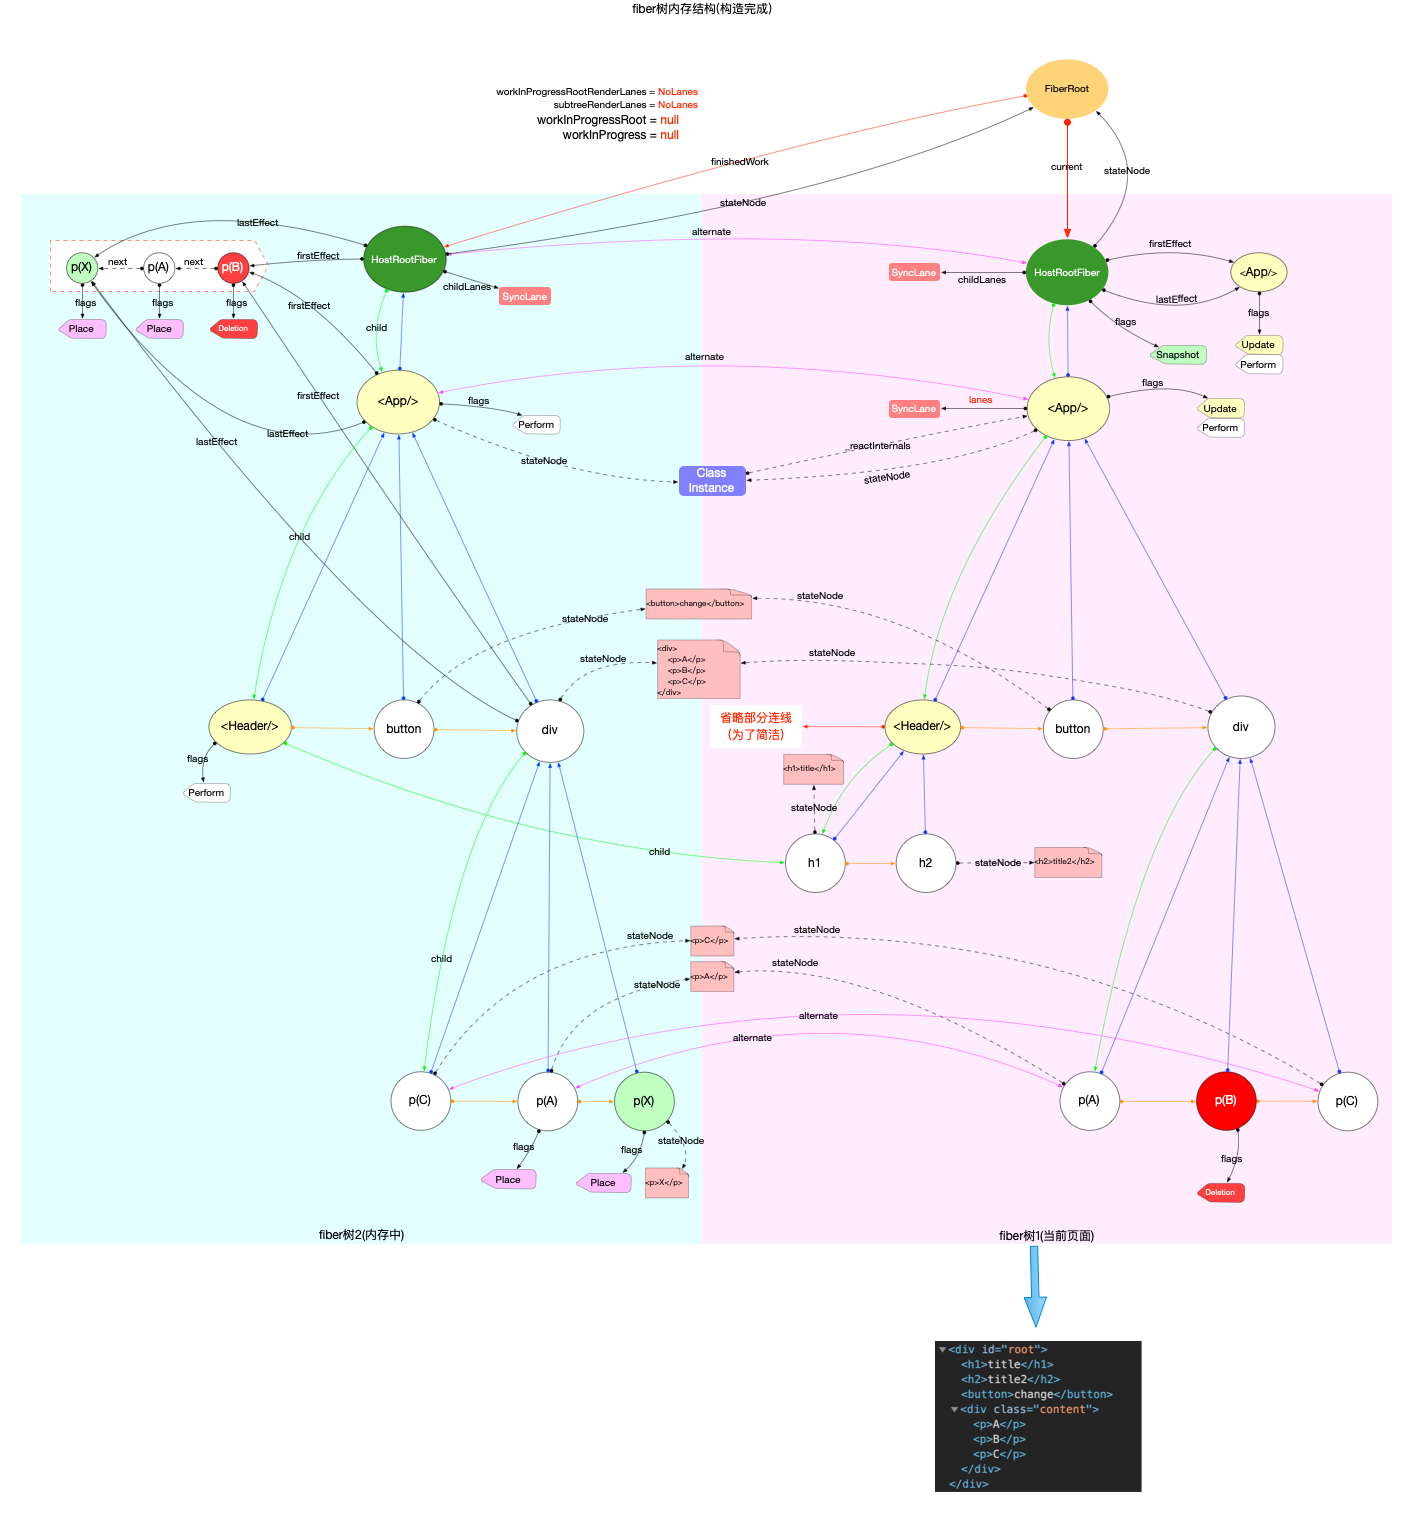 fiber树内存结构(构造完成)
FiberRoot
workInProgressRootRenderLanes = NoLanes
subtreeRenderLanes = NoLanes
workInProgressRoot = null
workInProgress = null
finishedWork
current
stateNode
stateNode
lastEffect
alternate
firstEffect
next
next
firstEffect
p(X)
p(A)
p(B)
HostRootFiber
SyncLane
HostRootFiber
<App/>
childLanes
childLanes
SyncLane
lastEffect
flags
flags
flags
firstEffect
flags
flags
Place
Place
Deletion
child
Update
Snapshot
alternate
Perform
firstEffect
flags
<App/>
flags
lanes
SyncLane
<App/>
Update
Perform
Perform
lastEffect
lastEffect
reactInternals
stateNode
Class
Instance
stateNode
child
stateNode
<button>change</button>
stateNode
<div>
<p>A</p>
<p>B</p>
<p>C</p>
</div>
stateNode
stateNode
省略部分连线
(为了简洁)
<Header/>
button
div
<Header/>
button
div
flags
<h1>title</h1>
Perform
stateNode
child
h1
h2
stateNode
<h2>title2</h2>
stateNode
<p>C</p>
stateNode
child
stateNode
<p>A</p>
stateNode
alternate
alternate
p(C)
p(A)
p(X)
p(A)
p(B)
p(C)
flags
flags
stateNode
flags
Place
Place
<p>X</p>
Deletion
fiber树2(内存中)
fiber树1(当前页面)
<div id="root">
<h1>title</h1>
<h2>title2</h2>
<button>change</button>
<div class="content">
<p>A</p>
<p>B</p>
<p>C</p>
</div>
</div>